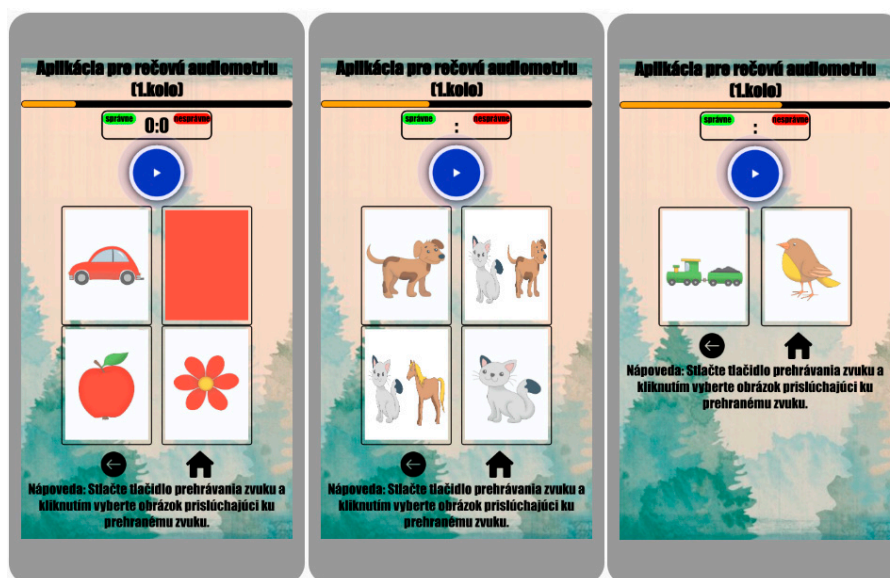 Aplikácia pre rečovú audiometriu
(1.kolo)
správne
0:0
nesprávne
Nápoveda: Stlačte tlačidlo prehrávania zvuku a
kliknutím vyberte obrázok prislúchajúci ku
prehranému zvuku.
Aplikácia pre rečovú audiometriu
(1.kolo)
správne
:
nesprávne
Nápoveda: Stlačte tlačidlo prehrávania zvuku a
kliknutím vyberte obrázok prislúchajúci ku
prehranému zvuku.
Aplikácia pre rečovú audiometriu
(1.kolo)
správne
:
nesprávne
Nápoveda: Stlačte tlačidlo prehrávania zvuku a
kliknutím vyberte obrázok prislúchajúci ku
prehranému zvuku.